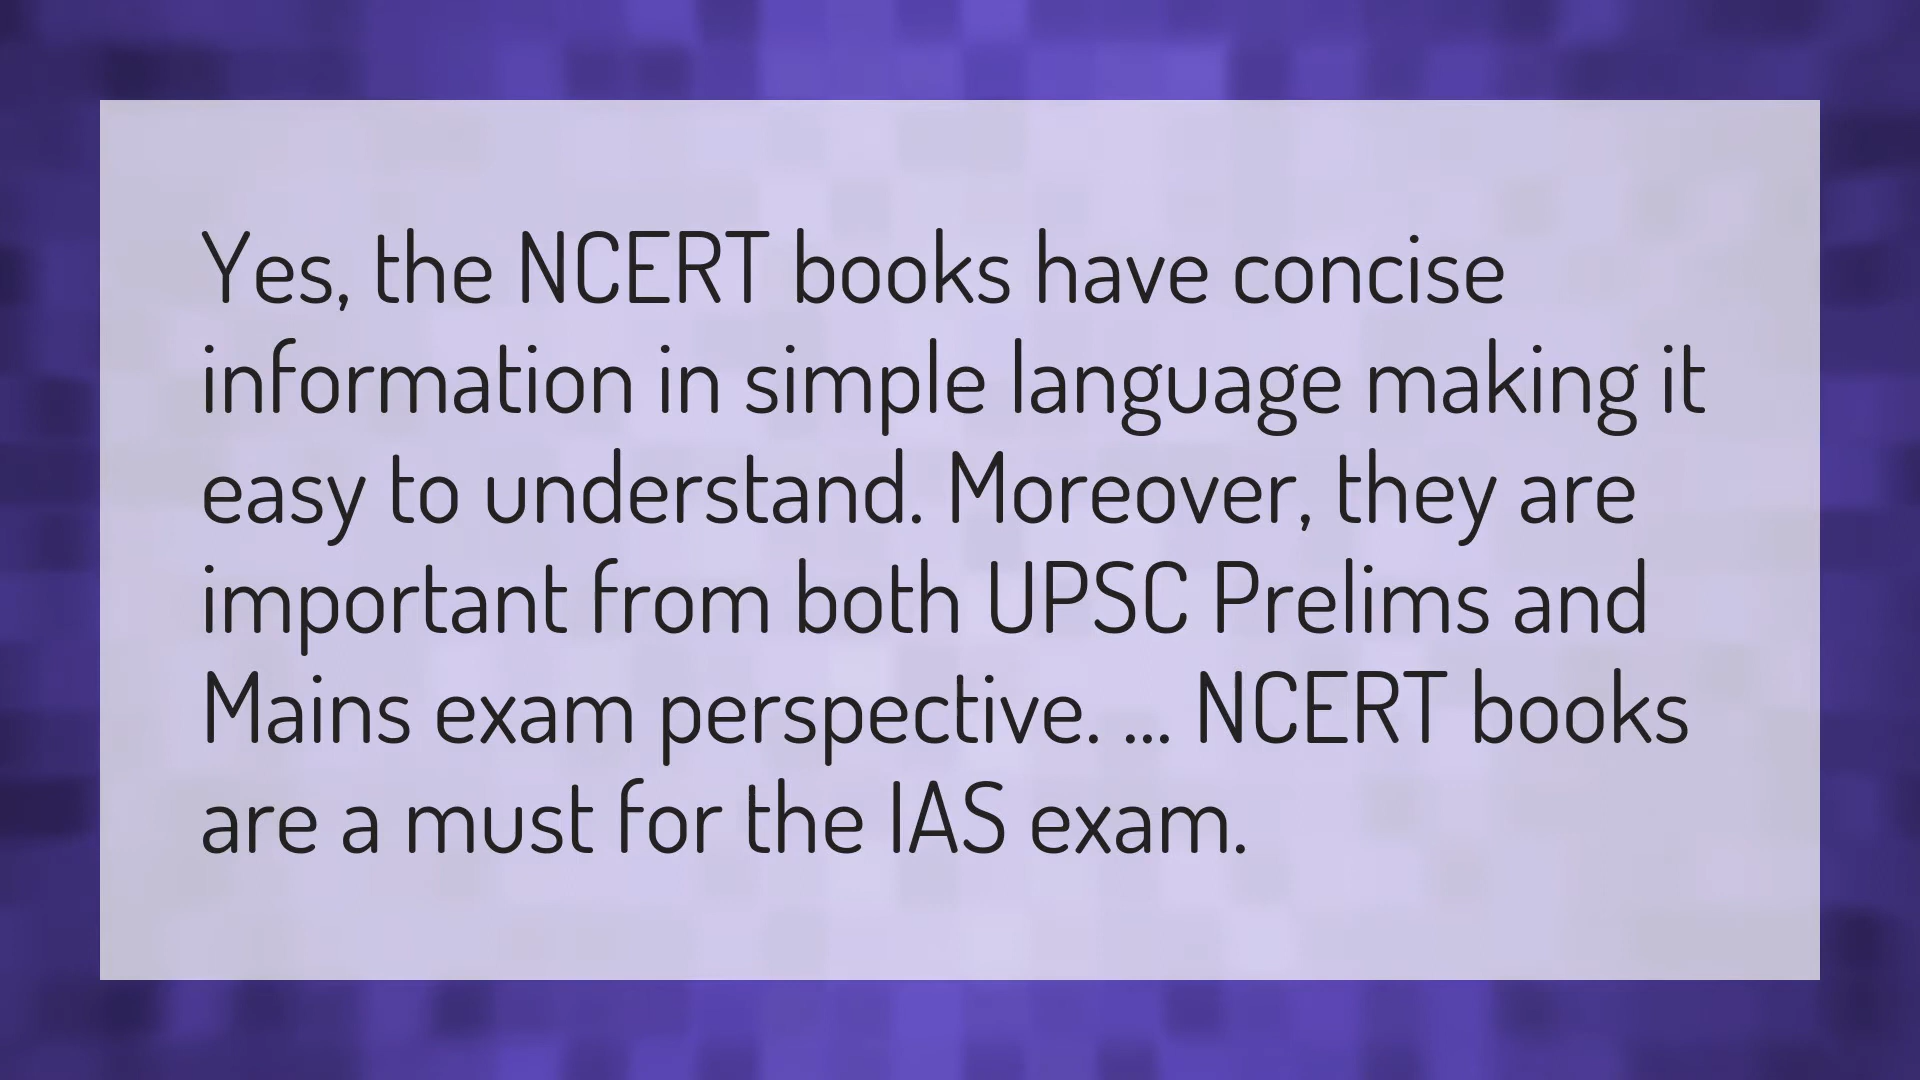 Yes, the NCERT books have concise
information in simple language making it
easy to understand. Moreover, they are
important from both UPSC Prelims and
Mains exam perspective. ... NCERT books
are a must for the IAS exam.